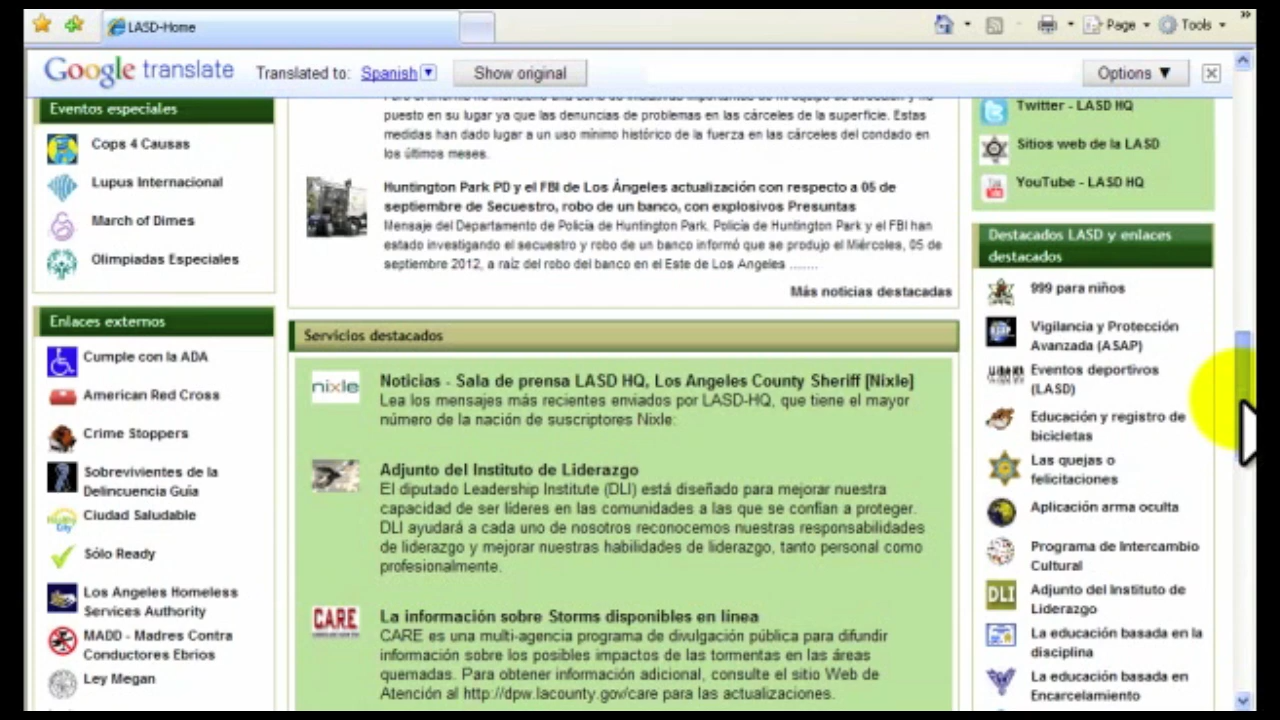 LASD-Home
Page
Tools
Google translate
Translated to: Spanish
Show original
Options
Eventos especiales
Cops 4 Causas
Lupus Internacional
March of Dimes
Olimpiadas Especiales
Enlaces externos
Cumple con la ADA
American Red Cross
Crime Stoppers
Sobrevivientes de la
Delincuencia Guía
Ciudad Saludable
Sólo Ready
Los Angeles Homeless
Services Authority
MADD - Madres Contra
Conductores Ebrios
Ley Megan
puesto en su lugar ya que las denuncias de problemas en las cárceles de la superficie. Estas
medidas han dado lugar a un uso mínimo histórico de la fuerza en las cárceles del condado en
los últimos meses.
Huntington Park PD y el FBI de Los Ángeles actualización con respecto a 05 de
septiembre de Secuestro, robo de un banco, con explosivos Presuntas
Mensaje del Departamento de Policía de Huntington Park. Policía de Huntington Park y el FBI han
estado investigando el secuestro y robo de un banco informó que se produjo el Miércoles, 05 de
septiembre 2012, a raíz del robo del banco en el Este de Los Angeles ........
Más noticias destacadas
Servicios destacados
nixle
Noticias - Sala de prensa LASD HQ, Los Angeles County Sheriff [Nixle]
Lea los mensajes más recientes enviados por LASD-HQ, que tiene el mayor
número de la nación de suscriptores Nixle:
Adjunto del Instituto de Liderazgo
El diputado Leadership Institute (DLI) está diseñado para mejorar nuestra
capacidad de ser líderes en las comunidades a las que se confían a proteger.
DLI ayudará a cada uno de nosotros reconocemos nuestras responsabilidades
de liderazgo y mejorar nuestras habilidades de liderazgo, tanto personal como
profesionalmente.
CARE
La información sobre Storms disponibles en línea
CARE es una multi-agencia programa de divulgación pública para difundir
información sobre los posibles impactos de las tormentas en las áreas
quemadas. Para obtener información adicional, consulte el sitio Web de
Atención al http://dpw.lacounty.gov/care para las actualizaciones.
Twitter - LASD HQ
Sitios web de la LASD
YouTube - LASD HQ
Destacados LASD y enlaces
destacados
999 para niños
Vigilancia y Protección
Avanzada (ASAP)
Eventos deportivos
(LASD)
Educación y registro de
bicicletas
Las quejas o
felicitaciones
Aplicación arma oculta
Programa de Intercambio
Cultural
DLI
Adjunto del Instituto de
Liderazgo
La educación basada en la
disciplina
La educación basada en
Encarcelamiento